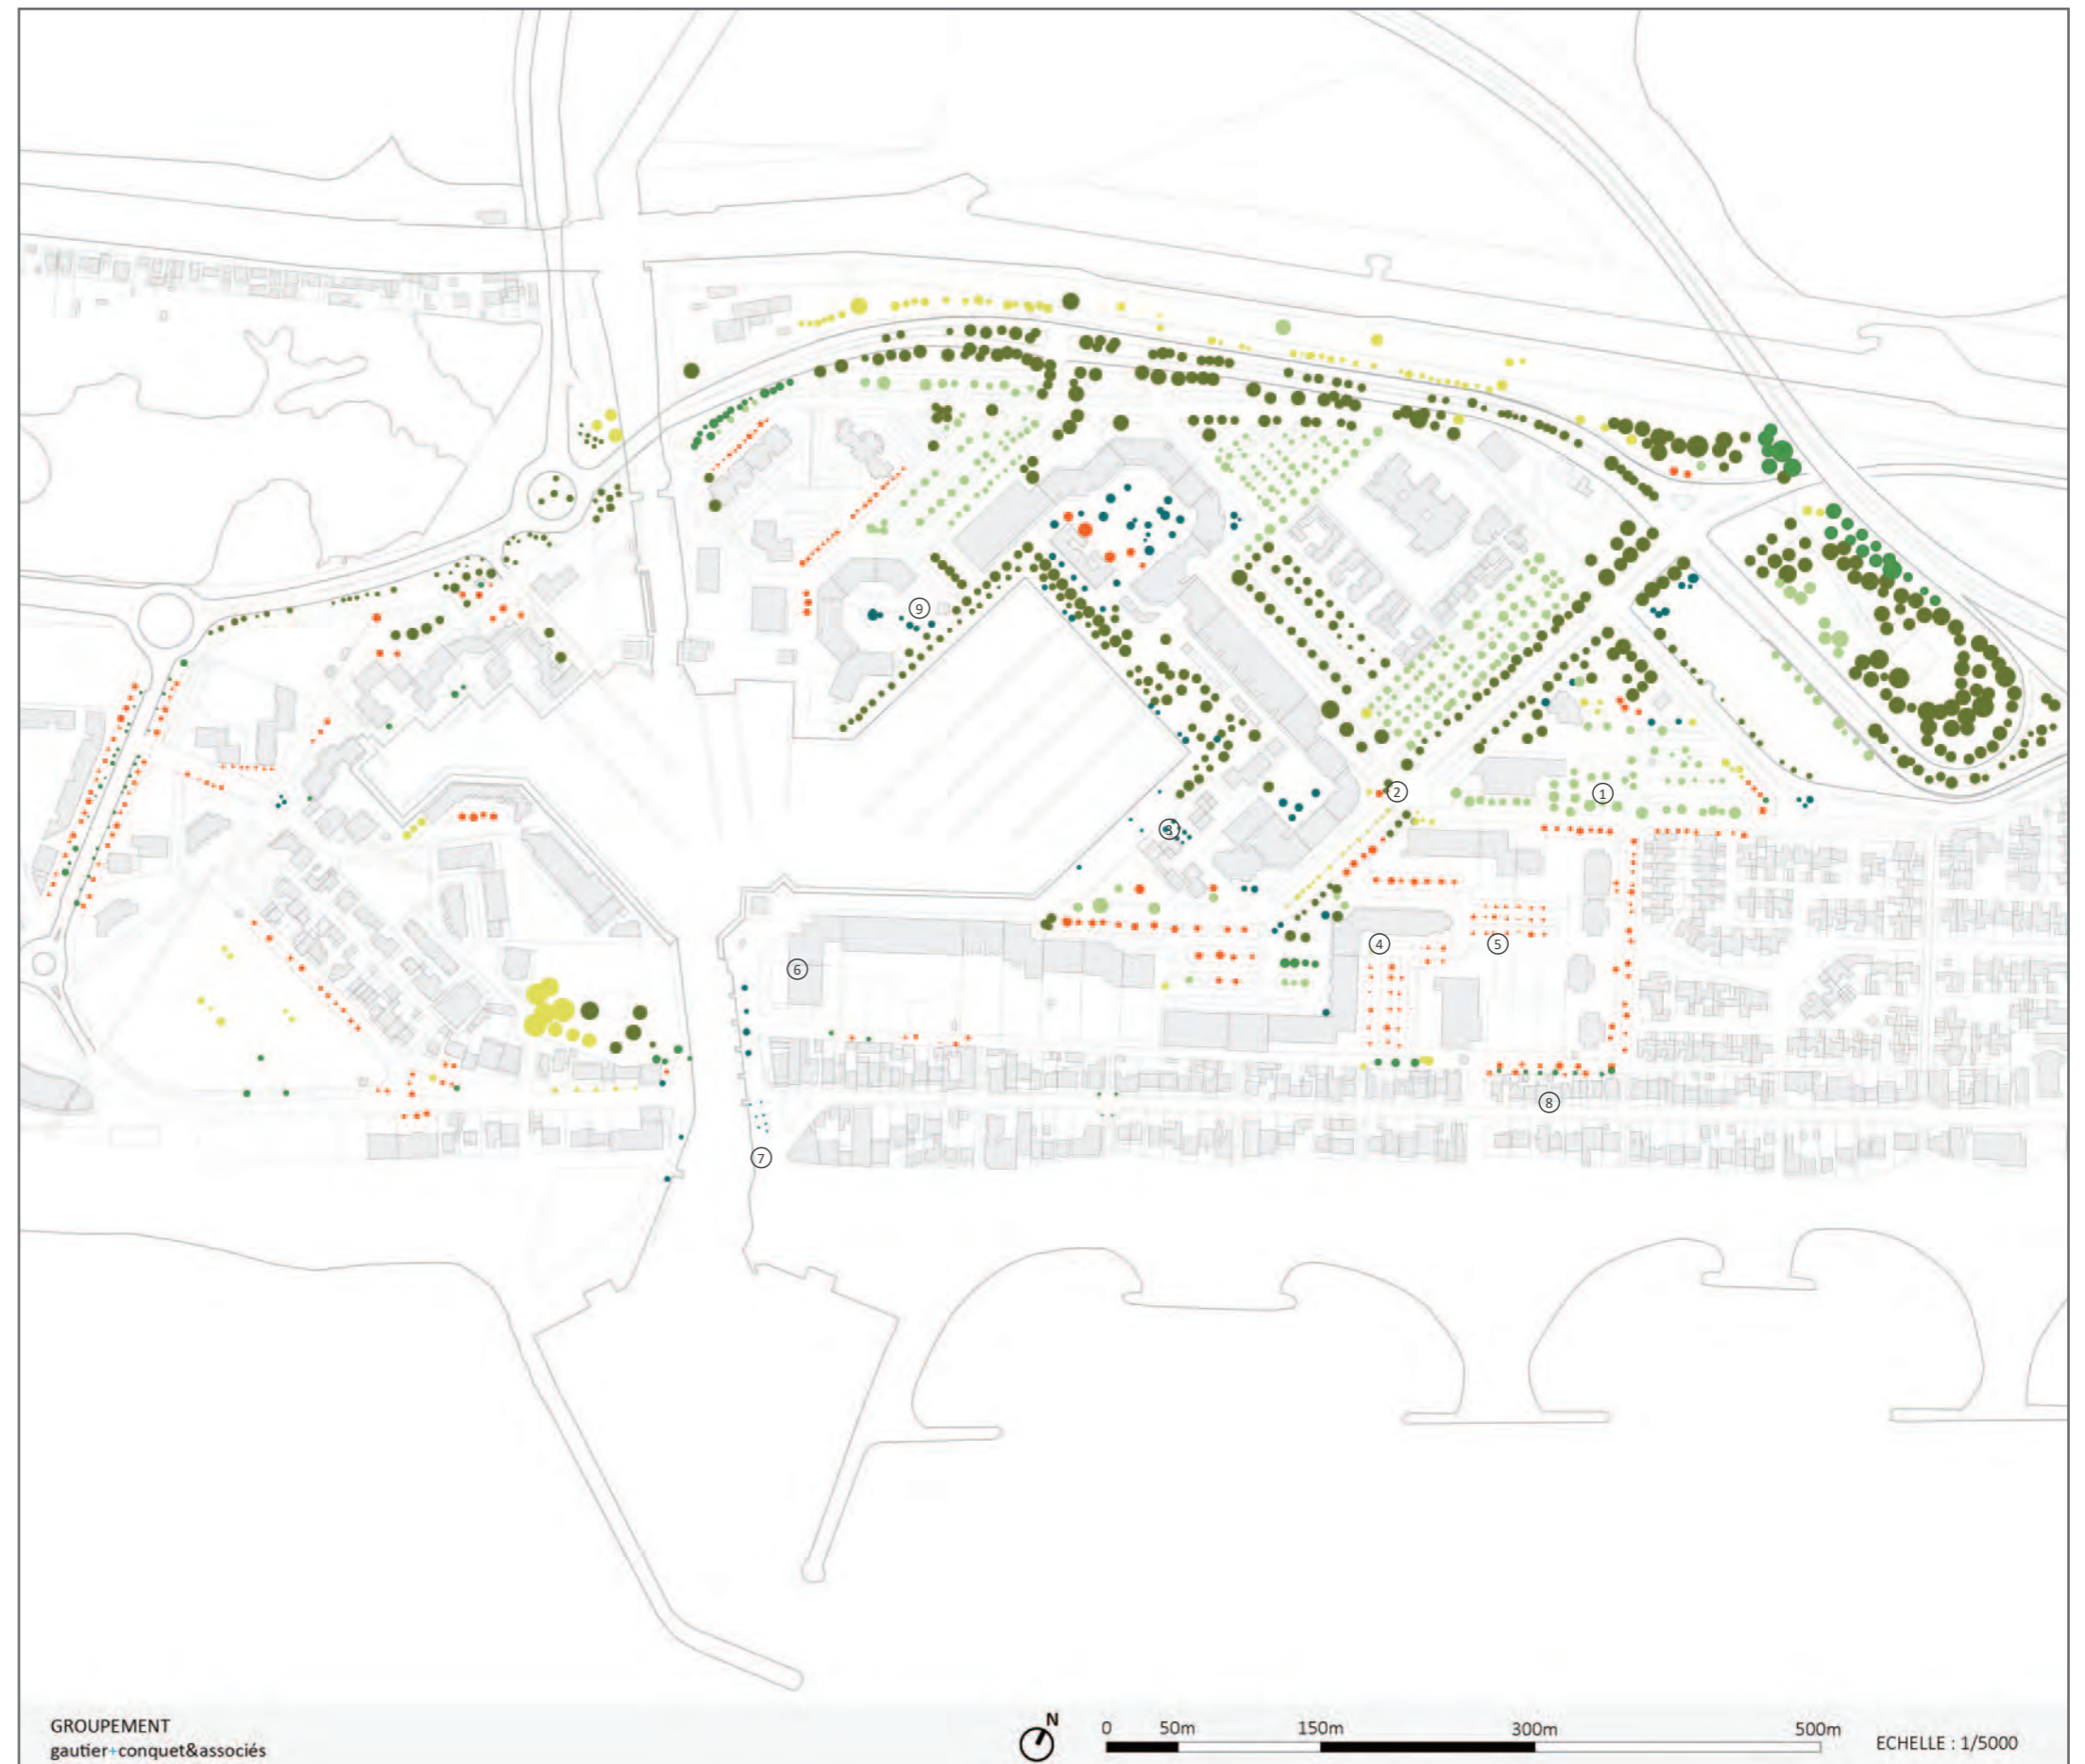 ⑨
② ①
③
④ ⑤
⑥
⑧
⑦
GROUPEMENT
gautier+conquet&associés
N
0 50m 150m 300m 500m
ECHELLE : 1/5000